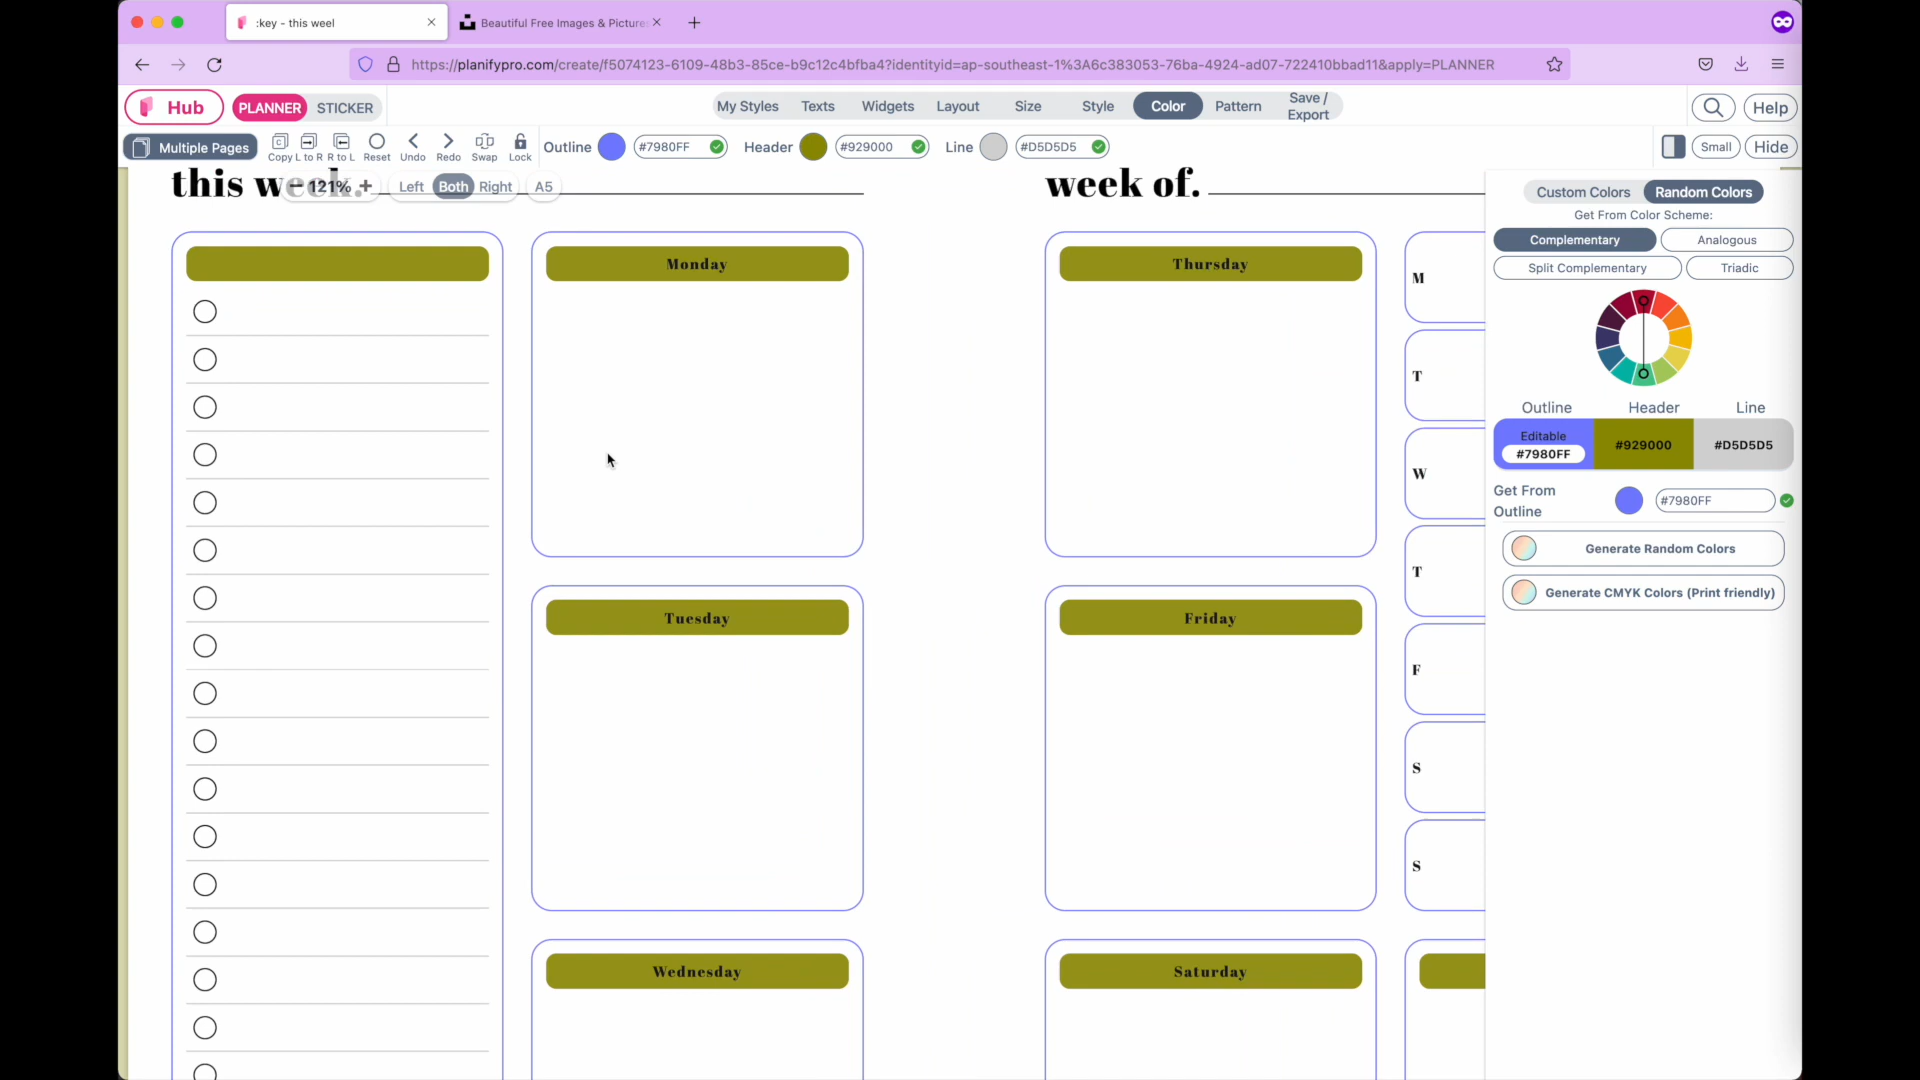 :key - this weel
Beautiful Free Images & Pictures
https://planifypro.com/create/f5074123-6109-48b3-85ce-b9c12c4bfba4?identityid=ap-southeast-1%3A6c383053-76ba-4924-ad07-722410bbad11&apply=PLANNER
Hub
PLANNER
STICKER
My Styles
Texts
Widgets
Layout
Size
Style
Color
Pattern
Save /
Export
Help
Multiple Pages
Copy
L to R
R to L
Reset
Undo
Redo
Swap
Lock
Outline
#7980FF
Header
#929000
Line
#D5D5D5
Small
Hide
this week.
121%
Left
Both
Right
A5
week of.
Custom Colors
Random Colors
Get From Color Scheme:
Complementary
Analogous
Split Complementary
Triadic
Outline
Header
Line
Editable
#7980FF
#929000
#D5D5D5
Get From
Outline
#7980FF
Generate Random Colors
Generate CMYK Colors (Print friendly)
Monday
Tuesday
Wednesday
Thursday
Friday
Saturday
M
T
W
T
F
S
S